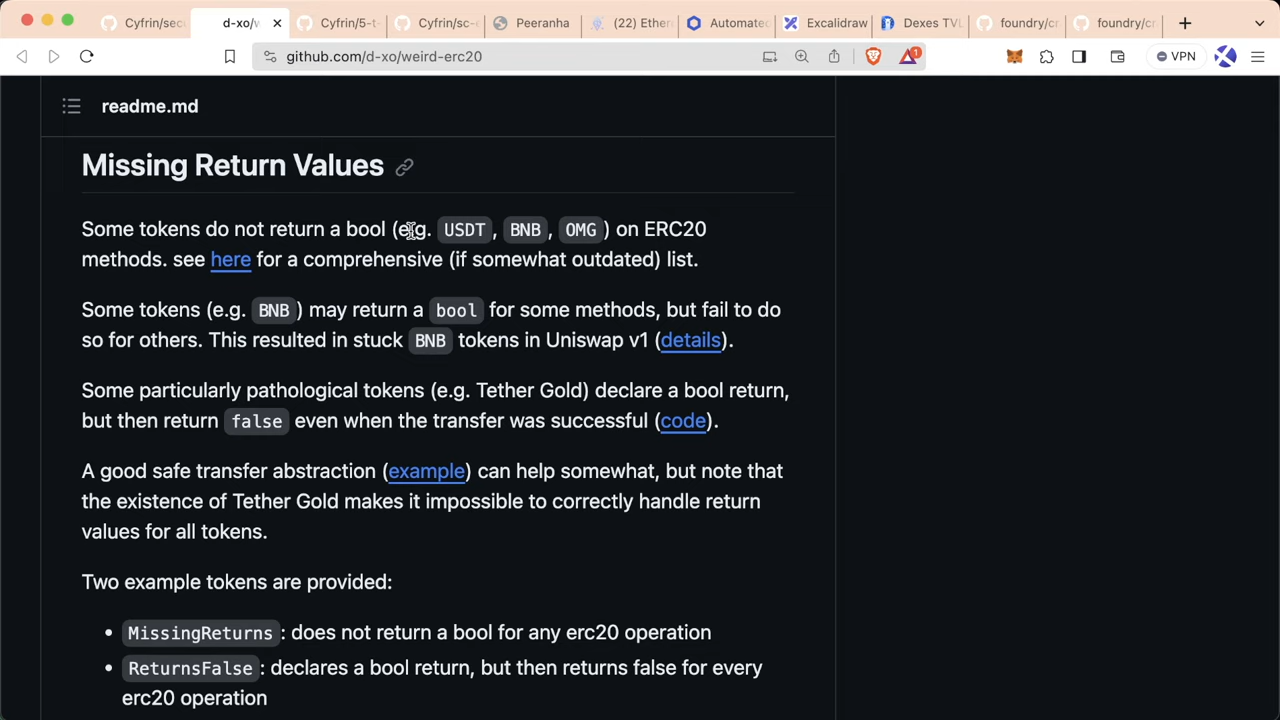 Cyfrin/sec
d-xo/w
Cyfrin/5-t-
Cyfrin/sc-
Peeranha
(22) Ether
Automated
Excalidraw
Dexes TVL
foundry/cr
foundry/cr
github.com/d-xo/weird-erc20
1
VPN
readme.md
Missing Return Values
Some tokens do not return a bool (e.g. USDT, BNB, OMG) on ERC20
methods. see here for a comprehensive (if somewhat outdated) list.
Some tokens (e.g. BNB) may return a bool for some methods, but fail to do
so for others. This resulted in stuck BNB tokens in Uniswap v1 (details).
Some particularly pathological tokens (e.g. Tether Gold) declare a bool return,
but then return false even when the transfer was successful (code).
A good safe transfer abstraction (example) can help somewhat, but note that
the existence of Tether Gold makes it impossible to correctly handle return
values for all tokens.
Two example tokens are provided:
• MissingReturns: does not return a bool for any erc20 operation
• ReturnsFalse: declares a bool return, but then returns false for every
erc20 operation